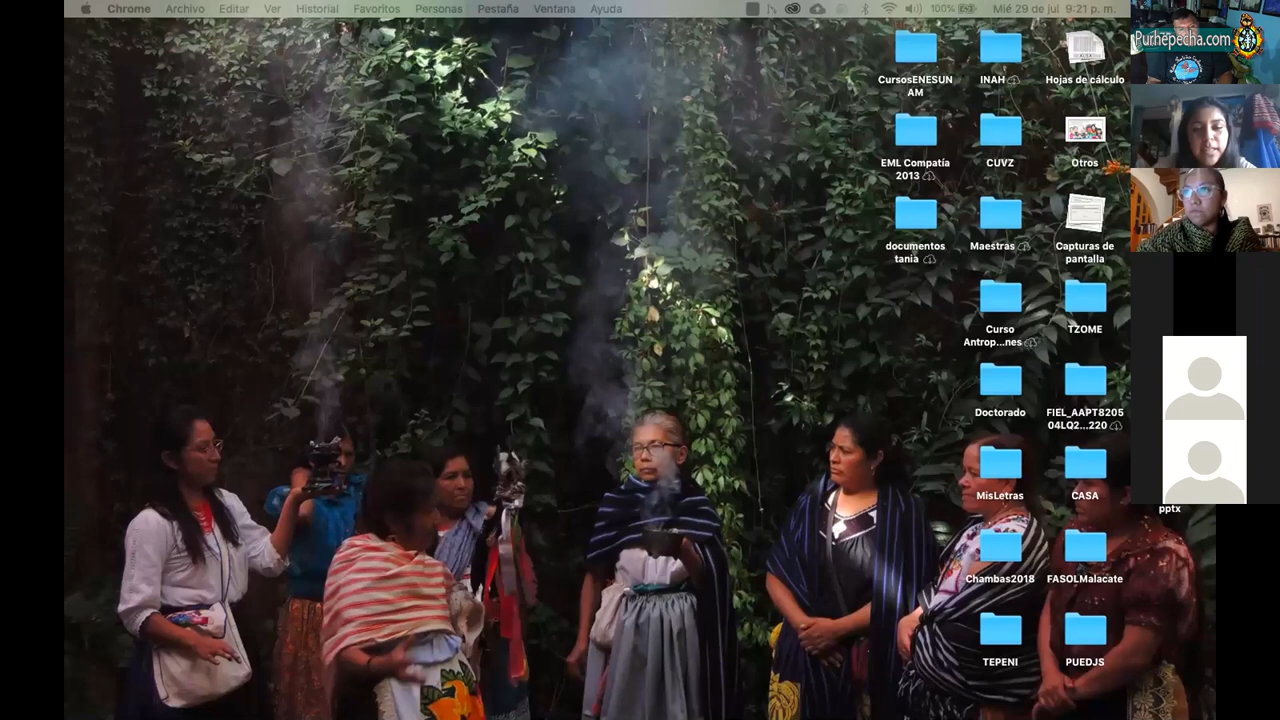 Chrome Archivo Editar Ver Historial Favoritos Personas Pestaña Ventana Ayuda 100% Mié 29 de jul 9:21 p. m.
Purhepecha.com
CursosENESUN
AM
INAH
Hojas de cálculo
EML Compatía
2013
CUVZ
Otros
documentos
tania
Maestras
Capturas de
pantalla
Curso
Antrop...nes
TZOME
Doctorado
FIEL_AAPT8205
04LQ2...220
MisLetras
CASA
pptx
Chambas2018
FASOLMalacate
TEPENI
PUEDJS